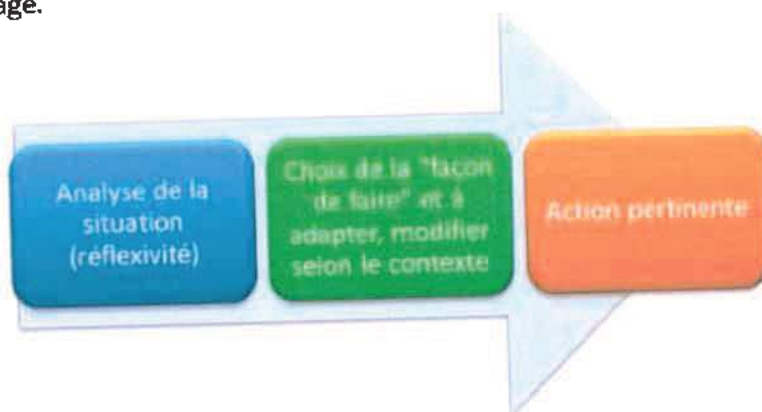 age.
Analyse de la
situation
(réflexivité)
Choix de la "façon
de faire" et à
adapter, modifier
selon le contexte
Action pertinente